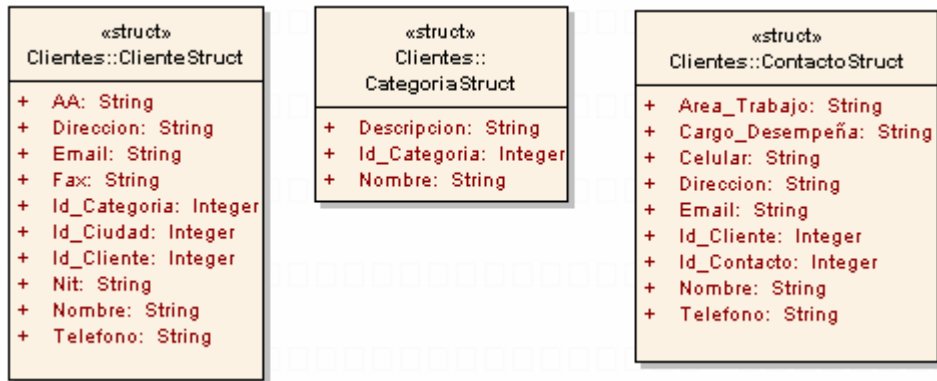 «struct»
Clientes::ClienteStruct
+ AA: String
+ Direccion: String
+ Email: String
+ Fax: String
+ Id_Categoria: Integer
+ Id_Ciudad: Integer
+ Id_Cliente: Integer
+ Nit: String
+ Nombre: String
+ Telefono: String
«struct»
Clientes::
CategoriaStruct
+ Descripcion: String
+ Id_Categoria: Integer
+ Nombre: String
«struct»
Clientes::ContactoStruct
+ Area_Trabajo: String
+ Cargo_Desempeña: String
+ Celular: String
+ Direccion: String
+ Email: String
+ Id_Cliente: Integer
+ Id_Contacto: Integer
+ Nombre: String
+ Telefono: String